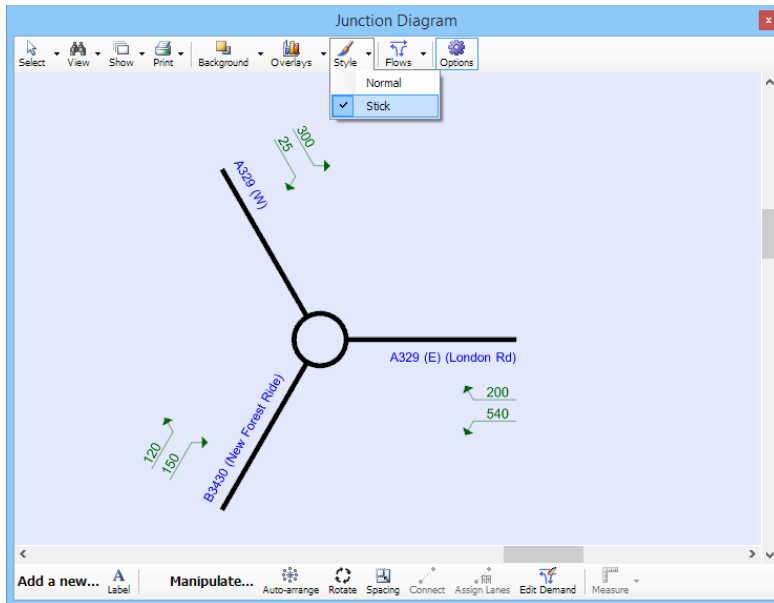 Junction Diagram
x
Select View Show Print Background Overlays Style Flows Options
Normal
Stick
300
25
A329 (W)
A329 (E) (London Rd)
200
540
B3430 (New Forest Ride)
120
150
Add a new... Label Manipulate... Auto-arrange Rotate Spacing Connect Assign Lanes Edit Demand Measure